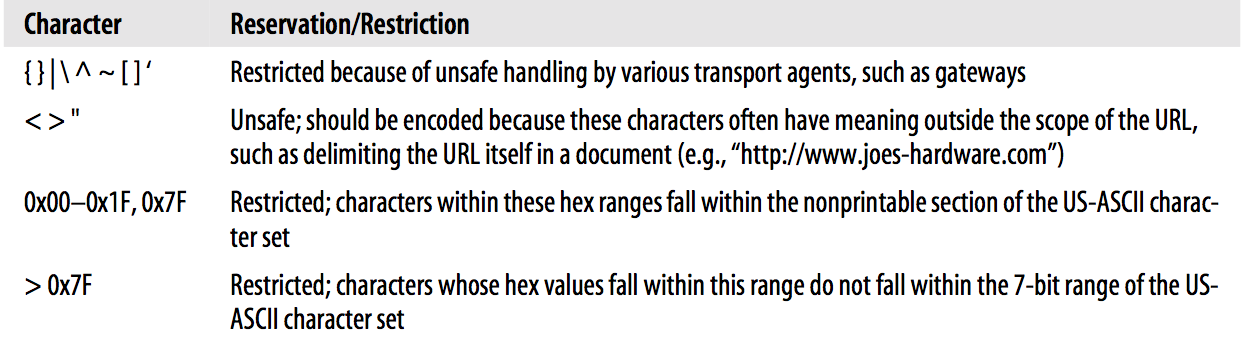 Character Reservation/Restriction
{ } | \ ^ ~ [ ] ‘ Restricted because of unsafe handling by various transport agents, such as gateways
< > " Unsafe; should be encoded because these characters often have meaning outside the scope of the URL,
such as delimiting the URL itself in a document (e.g., “http://www.joes-hardware.com”)
0x00–0x1F, 0x7F Restricted; characters within these hex ranges fall within the nonprintable section of the US-ASCII charac-
ter set
> 0x7F Restricted; characters whose hex values fall within this range do not fall within the 7-bit range of the US-
ASCII character set